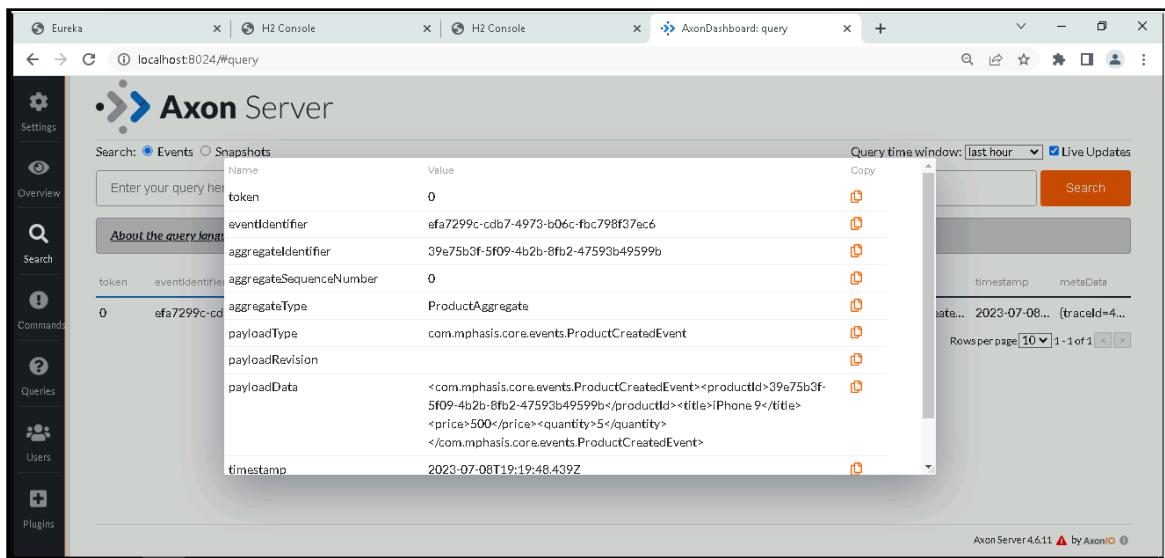 Eureka
H2 Console
H2 Console
AxonDashboard: query
localhost:8024/#query
Settings
Overview
Search
Commands
Queries
Users
Plugins
Axon Server
Search: Events Snapshots
Query time window: last hour Live Updates
Enter your query her
Search
About the query langu
token eventIdentifie timestamp metaData
0 efa7299c-cd eate... 2023-07-08... {traceId=4...
Rows per page 10 1 - 1 of 1 < >
Name Value Copy
token 0
eventIdentifier efa7299c-cdb7-4973-b06c-fbc798f37ec6
aggregateIdentifier 39e75b3f-5f09-4b2b-8fb2-47593b49599b
aggregateSequenceNumber 0
aggregateType ProductAggregate
payloadType com.mphasis.core.events.ProductCreatedEvent
payloadRevision
payloadData <com.mphasis.core.events.ProductCreatedEvent><productId>39e75b3f-
5f09-4b2b-8fb2-47593b49599b</productId><title>iPhone 9</title>
<price>500</price><quantity>5</quantity>
</com.mphasis.core.events.ProductCreatedEvent>
timestamp 2023-07-08T19:19:48.439Z
Axon Server 4.6.11 by AxonIQ